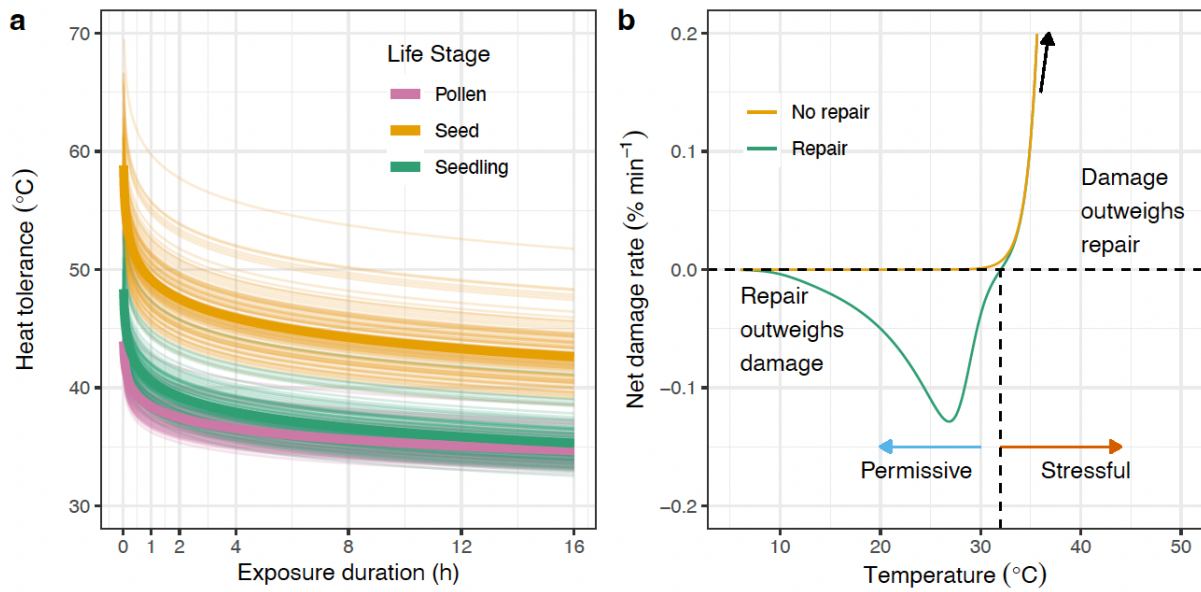 a
70
60
50
40
30
Heat tolerance (°C)
Life Stage
Pollen
Seed
Seedling
0 1 2 4 8 12 16
Exposure duration (h)
b
0.2
0.1
0.0
−0.1
−0.2
Net damage rate (% min⁻¹)
No repair
Repair
Damage
outweighs
repair
Repair
outweighs
damage
Permissive
Stressful
10 20 30 40 50
Temperature (°C)